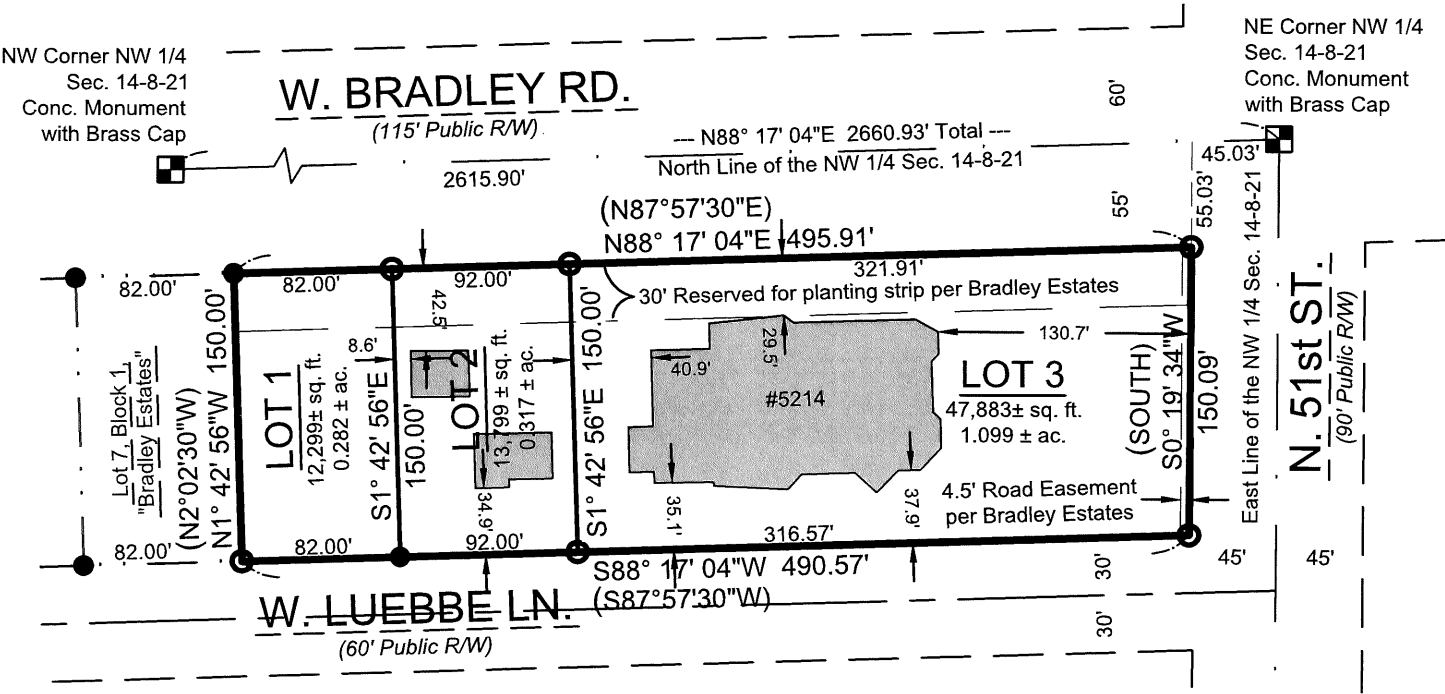 NW Corner NW 1/4
Sec. 14-8-21
Conc. Monument
with Brass Cap
W. BRADLEY RD.
(115' Public R/W)
NE Corner NW 1/4
Sec. 14-8-21
Conc. Monument
with Brass Cap
60'
--- N88° 17' 04"E 2660.93' Total ---
North Line of the NW 1/4 Sec. 14-8-21
2615.90'
45.03'
55'
55.03'
(N87°57'30"E)
N88° 17' 04"E 495.91'
82.00'
82.00'
92.00'
321.91'
30' Reserved for planting strip per Bradley Estates
Lot 7, Block 1,
"Bradley Estates"
(N2°02'30"W)
N1° 42' 56"W 150.00'
LOT 1
12,299± sq. ft.
0.282 ± ac.
S1° 42' 56"E
150.00'
8.6'
42.5'
LOT 2
13,799 ± sq. ft.
0.317 ± ac.
34.9'
S1° 42' 56"E 150.00'
40.9'
29.5'
#5214
130.7'
LOT 3
47,883± sq. ft.
1.099 ± ac.
35.1'
37.9'
4.5' Road Easement
per Bradley Estates
(SOUTH)
S0° 19' 34"W
150.09'
East Line of the NW 1/4 Sec. 14-8-21
N. 51st ST.
(90' Public R/W)
82.00'
82.00'
92.00'
316.57'
S88° 17' 04"W 490.57'
(S87°57'30"W)
45'
45'
30'
30'
W. LUEBBE LN.
(60' Public R/W)